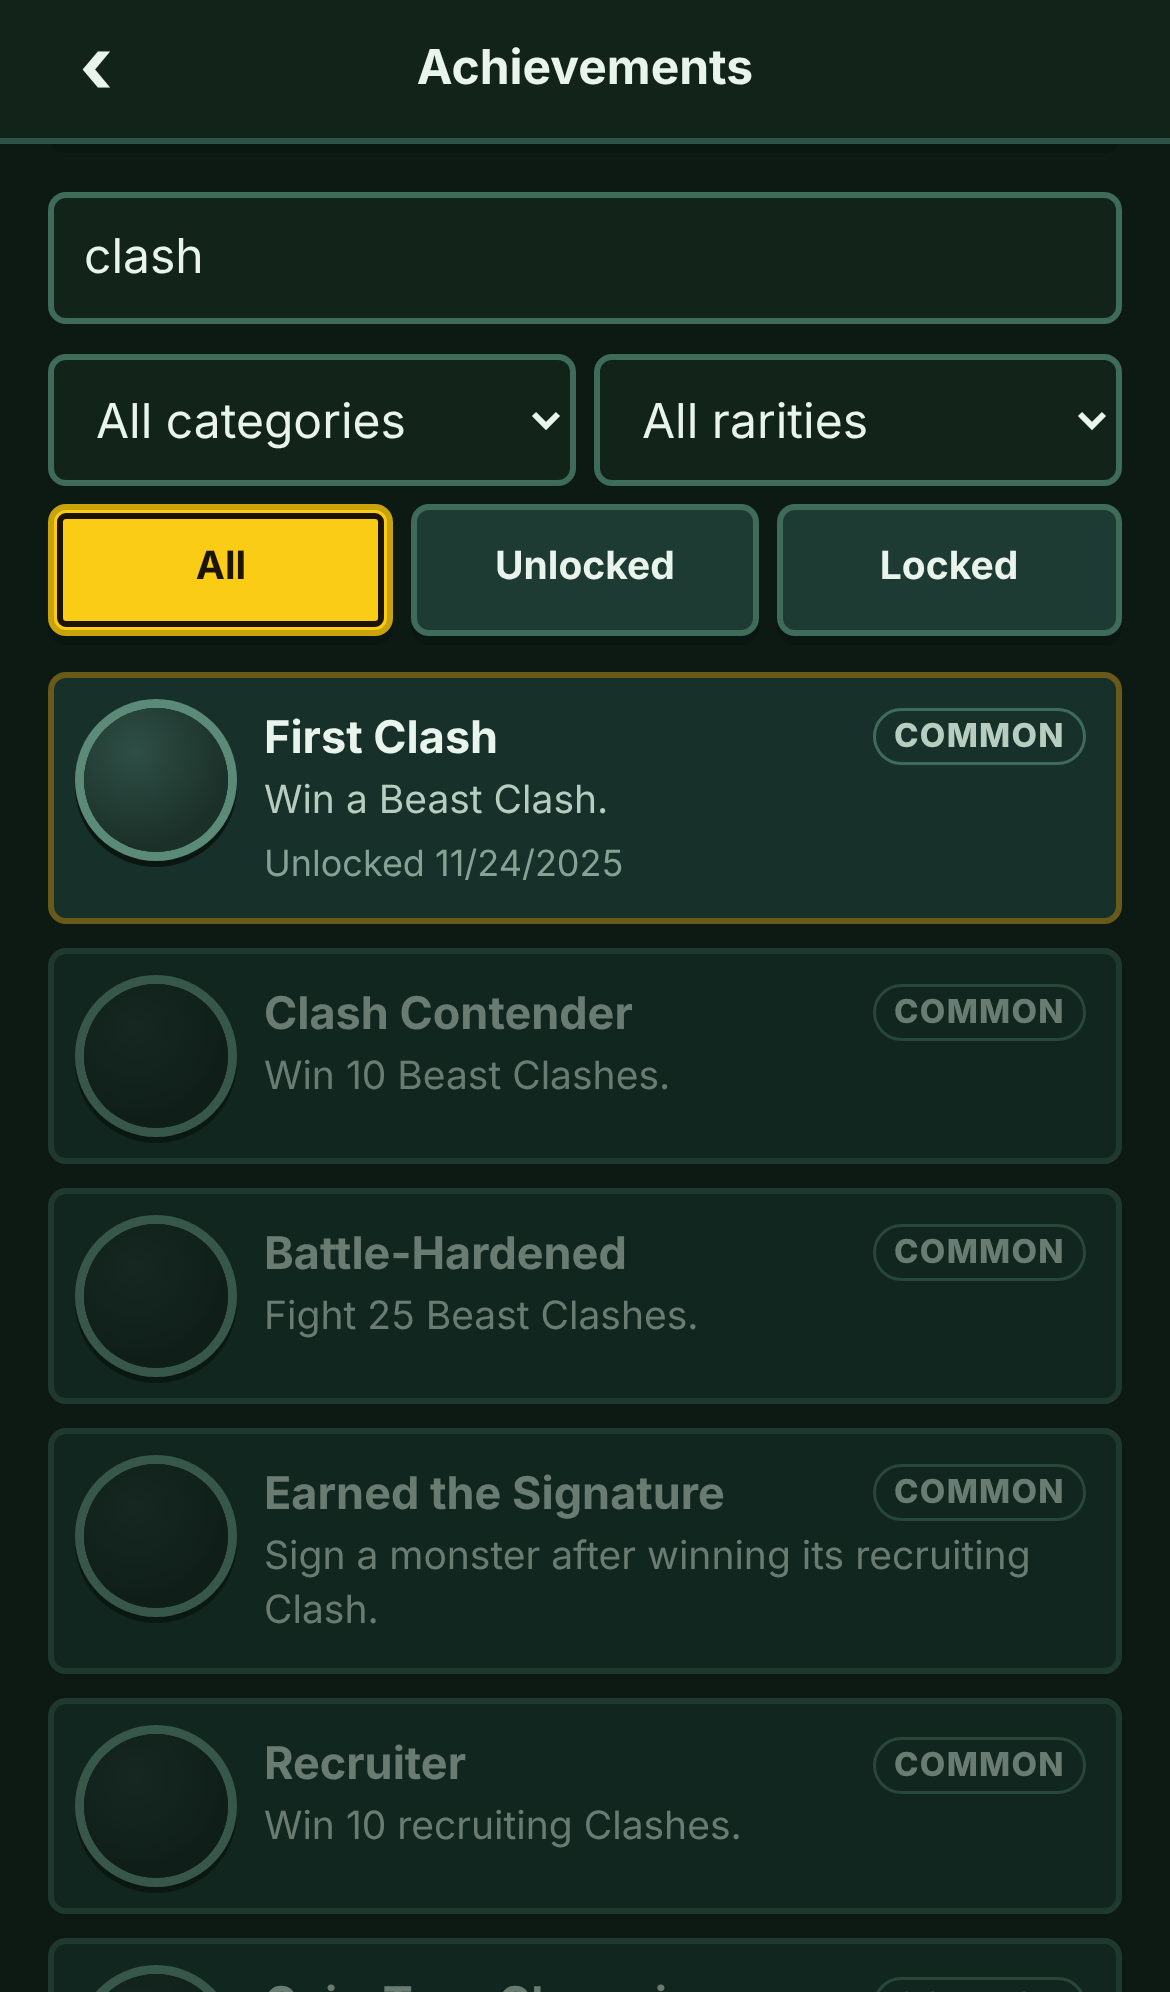 Achievements
clash
All categories
All rarities
All
Unlocked
Locked
First Clash
COMMON
Win a Beast Clash.
Unlocked 11/24/2025
Clash Contender
COMMON
Win 10 Beast Clashes.
Battle-Hardened
COMMON
Fight 25 Beast Clashes.
Earned the Signature
COMMON
Sign a monster after winning its recruiting
Clash.
Recruiter
COMMON
Win 10 recruiting Clashes.